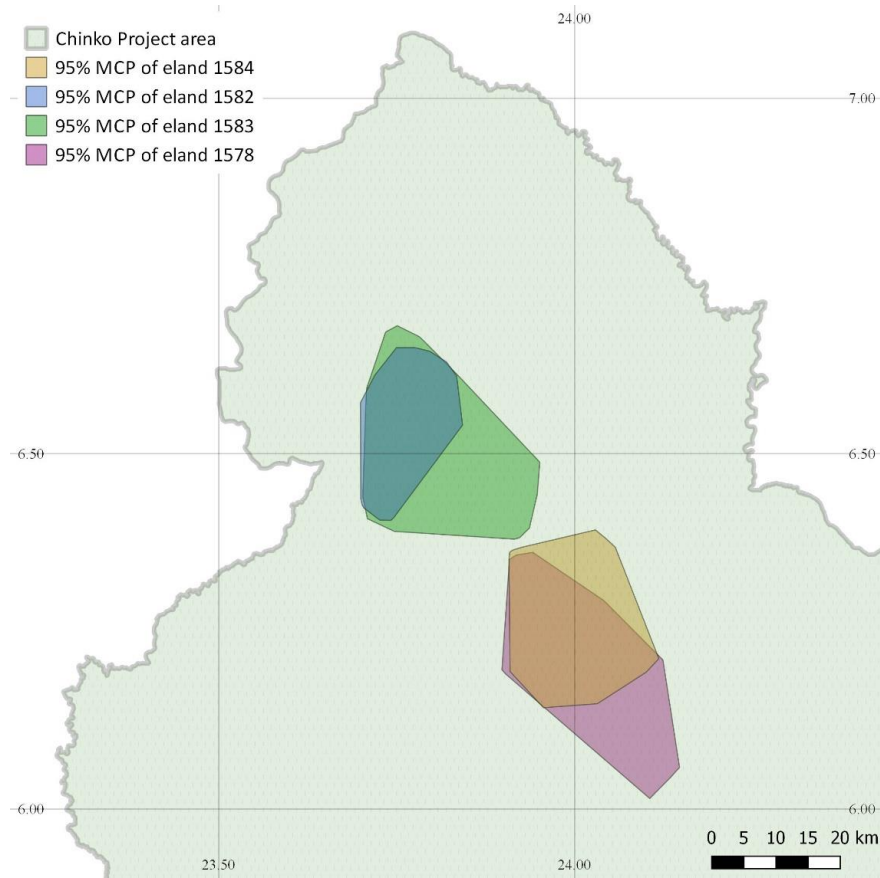 24.00
Chinko Project area
95% MCP of eland 1584
95% MCP of eland 1582
95% MCP of eland 1583
95% MCP of eland 1578
7.00
6.50
6.50
6.00
6.00
0 5 10 15 20 km
23.50
24.00